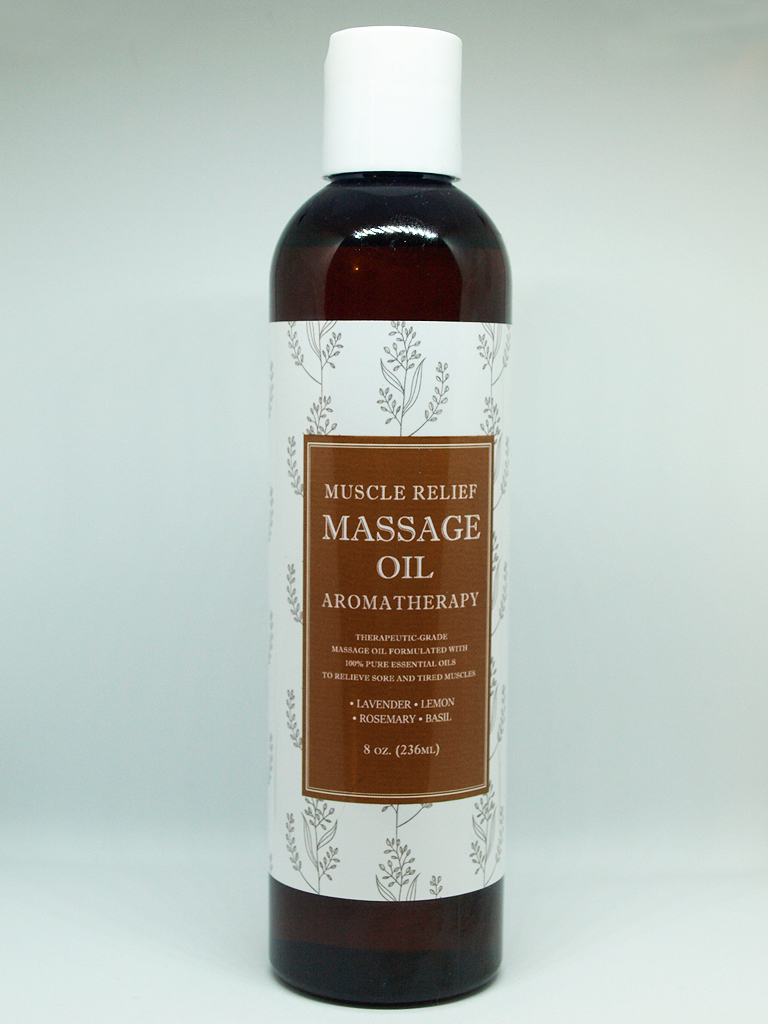 MUSCLE RELIEF
MASSAGE
OIL
AROMATHERAPY
THERAPEUTIC-GRADE
MASSAGE OIL FORMULATED WITH
100% PURE ESSENTIAL OILS
TO RELIEVE SORE AND TIRED MUSCLES
• LAVENDER • LEMON
• ROSEMARY • BASIL
8 OZ. (236ML)